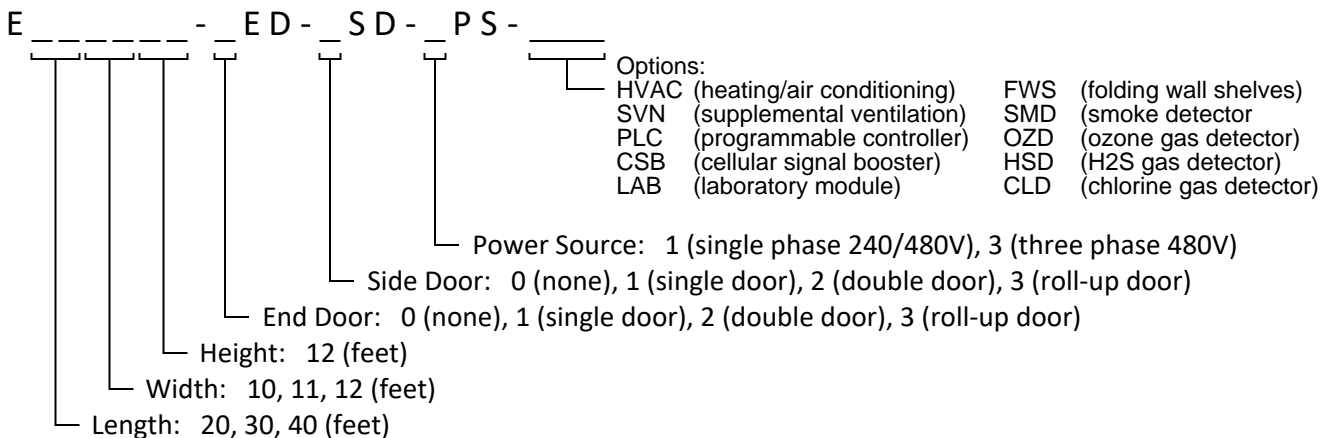 E _ _ _ _ _ _ - _ E D - _ S D - _ P S - ____
Options:
HVAC (heating/air conditioning) FWS (folding wall shelves)
SVN (supplemental ventilation) SMD (smoke detector
PLC (programmable controller) OZD (ozone gas detector)
CSB (cellular signal booster) HSD (H2S gas detector)
LAB (laboratory module) CLD (chlorine gas detector)
Power Source: 1 (single phase 240/480V), 3 (three phase 480V)
Side Door: 0 (none), 1 (single door), 2 (double door), 3 (roll-up door)
End Door: 0 (none), 1 (single door), 2 (double door), 3 (roll-up door)
Height: 12 (feet)
Width: 10, 11, 12 (feet)
Length: 20, 30, 40 (feet)